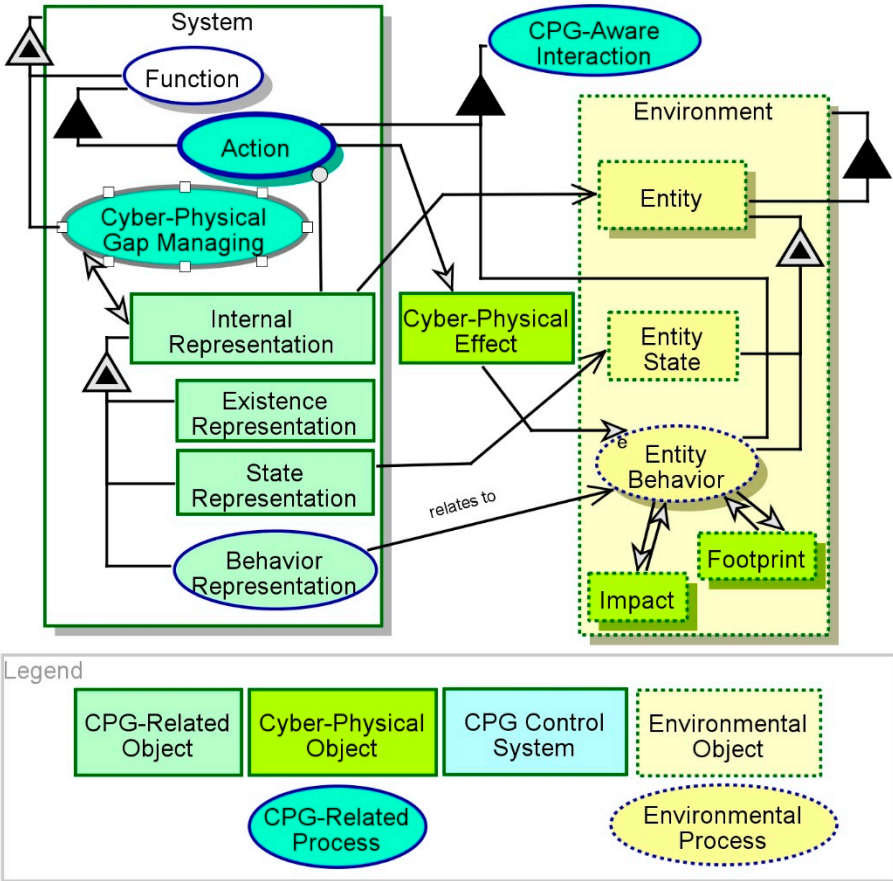 System
CPG-Aware
Interaction
Function
Environment
Action
Entity
Cyber-Physical
Gap Managing
Internal
Representation
Cyber-Physical
Effect
Entity
State
Existence
Representation
e
Entity
Behavior
State
Representation
relates to
Behavior
Representation
Footprint
Impact
Legend
CPG-Related
Object
Cyber-Physical
Object
CPG Control
System
Environmental
Object
CPG-Related
Process
Environmental
Process